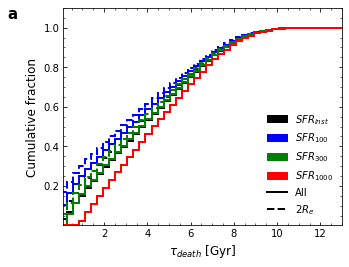 a
Cumulative fraction
1.0
0.8
0.6
0.4
0.2
SFR_inst
SFR_100
SFR_300
SFR_1000
All
2R_e
2 4 6 8 10 12
τ_death [Gyr]